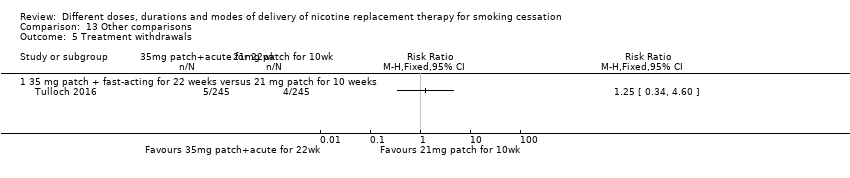 Review: Different doses, durations and modes of delivery of nicotine replacement therapy for smoking cessation
Comparison: 13 Other comparisons
Outcome: 5 Treatment withdrawals
Study or subgroup 35mg patch+acute for 22wk 21mg patch for 10wk Risk Ratio Risk Ratio
n/N n/N M-H,Fixed,95% CI M-H,Fixed,95% CI
1 35 mg patch + fast-acting for 22 weeks versus 21 mg patch for 10 weeks
Tulloch 2016 5/245 4/245 1.25 [ 0.34, 4.60 ]
0.01 0.1 1 10 100
Favours 35mg patch+acute for 22wk Favours 21mg patch for 10wk